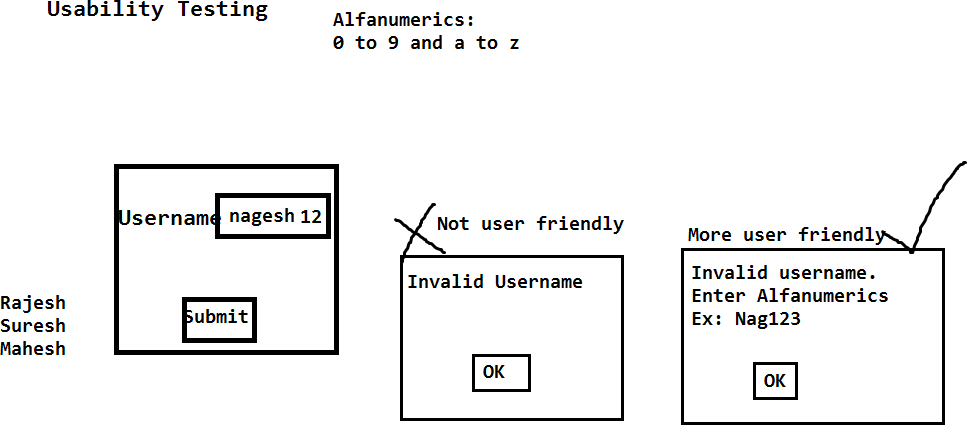 Usability Testing
Alfanumerics:
0 to 9 and a to z
Username nagesh 12
Submit
Rajesh
Suresh
Mahesh
Not user friendly
Invalid Username
OK
More user friendly
Invalid username.
Enter Alfanumerics
Ex: Nag123
OK